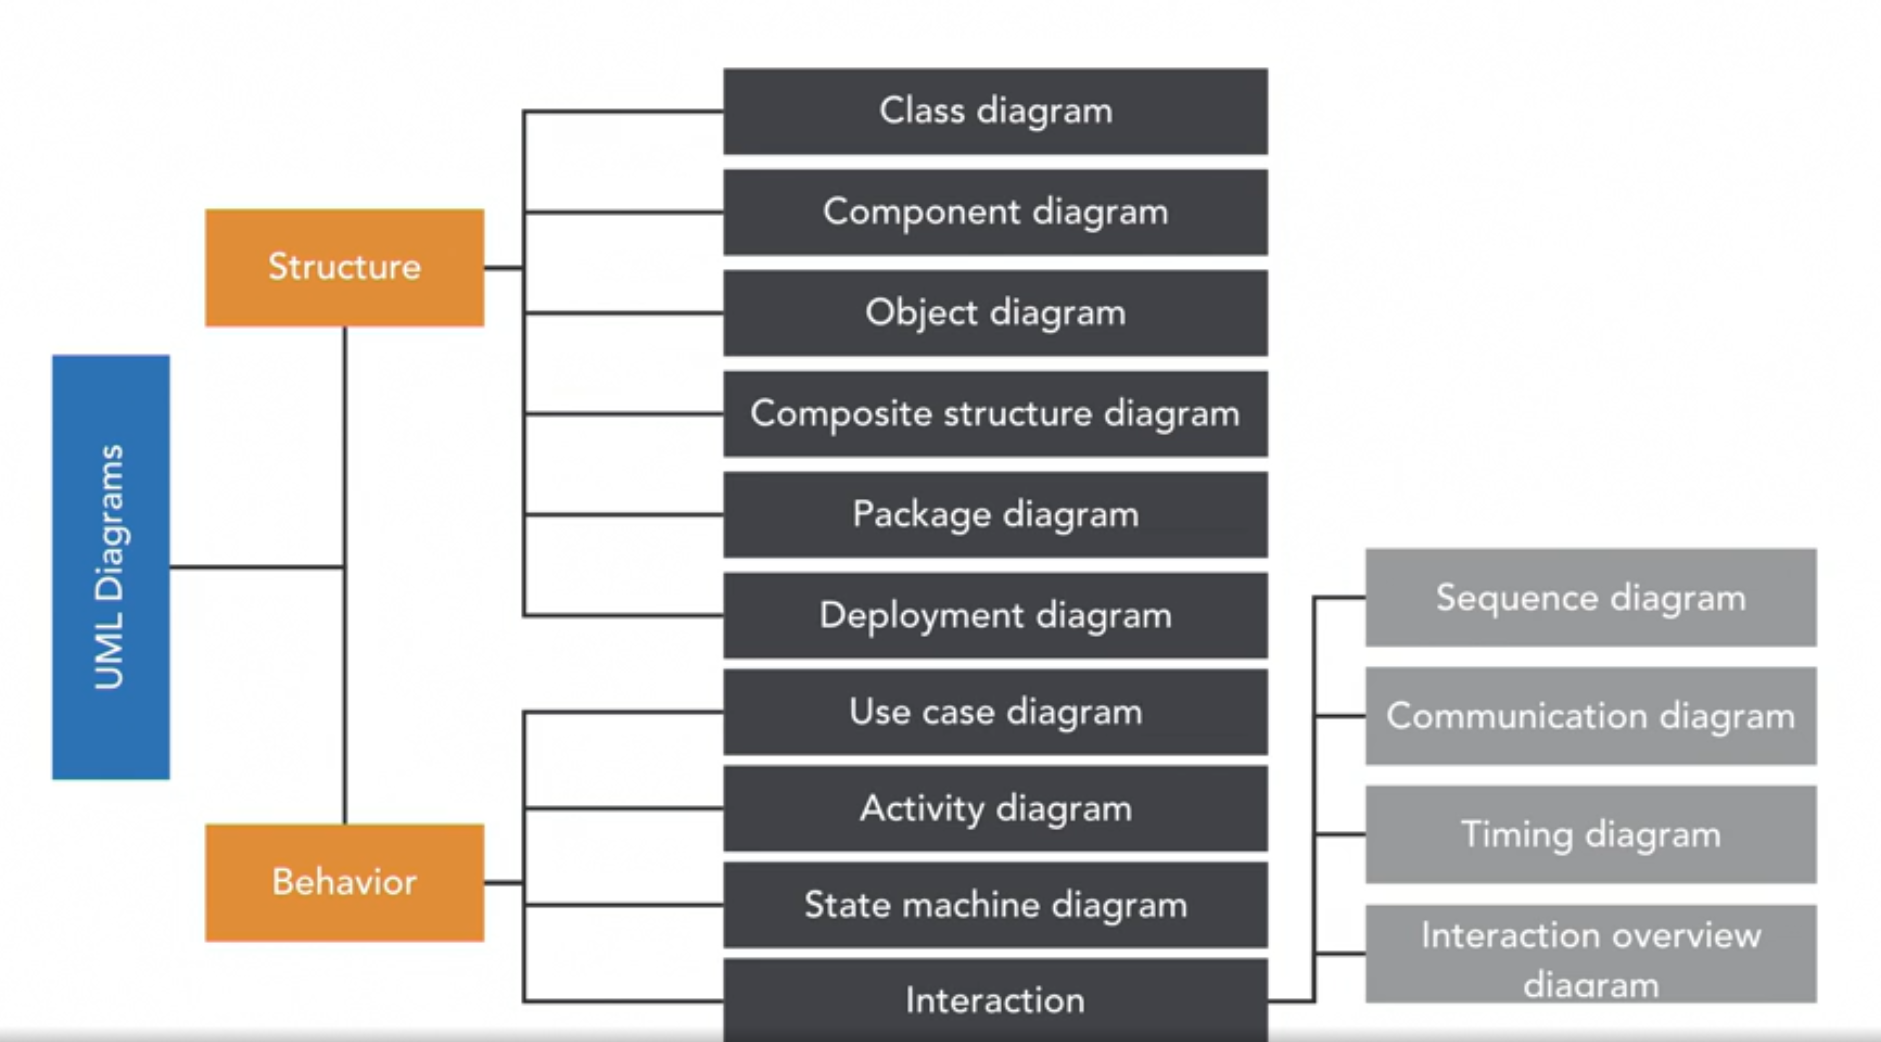 UML Diagrams
Structure
Class diagram
Component diagram
Object diagram
Composite structure diagram
Package diagram
Deployment diagram
Behavior
Use case diagram
Activity diagram
State machine diagram
Interaction
Sequence diagram
Communication diagram
Timing diagram
Interaction overview
diagram